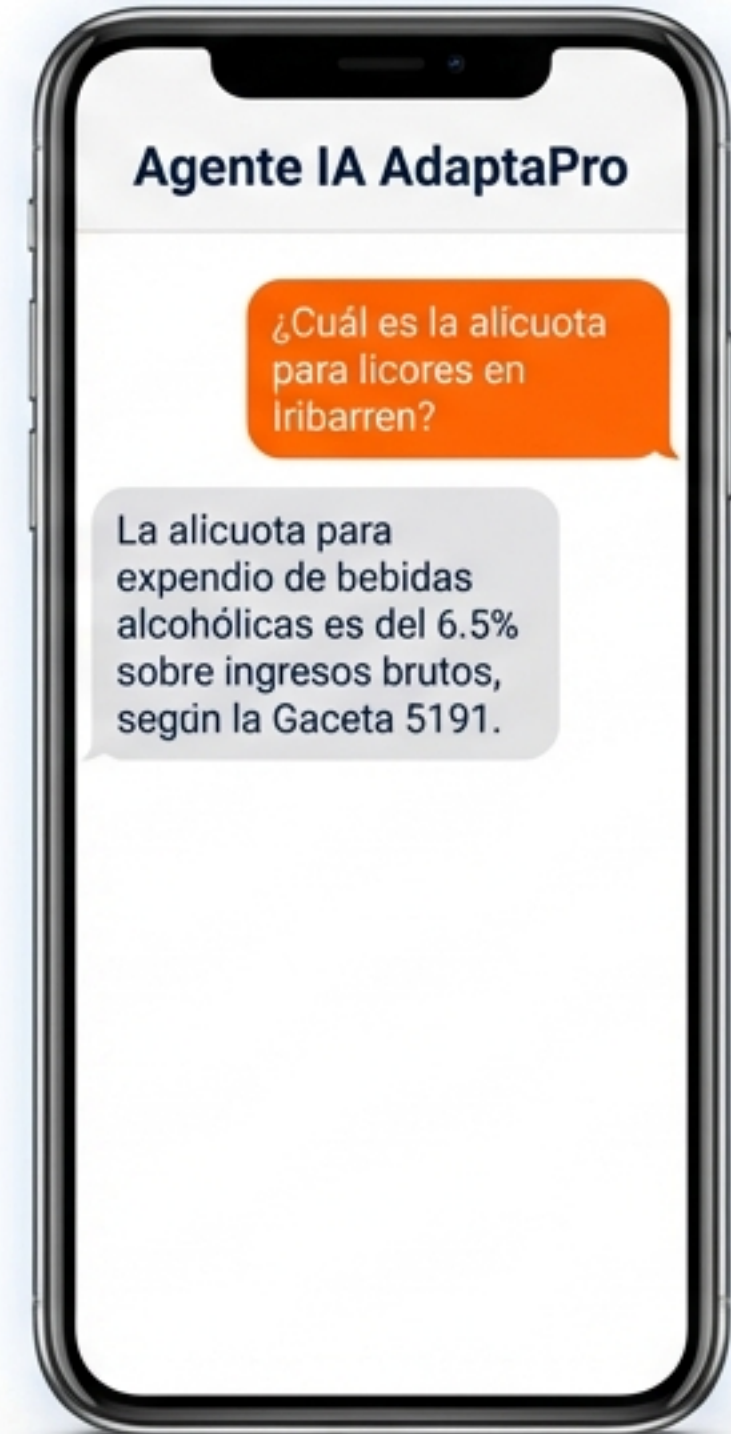 Agente IA AdaptaPro
¿Cuál es la alícuota
para licores en
Iribarren?
La alicuota para
expendio de bebidas
alcohólicas es del 6.5%
sobre ingresos brutos,
según la Gaceta 5191.